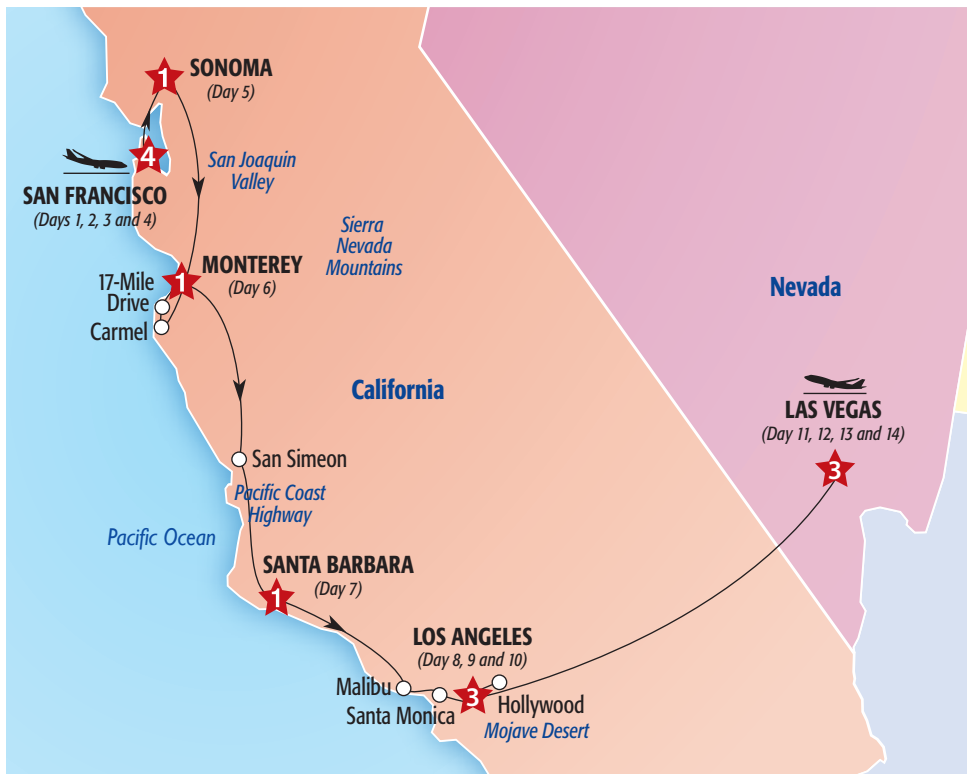 1
SONOMA
(Day 5)
4
SAN FRANCISCO
(Days 1, 2, 3 and 4)
San Joaquin
Valley
Sierra
Nevada
Mountains
1
MONTEREY
(Day 6)
17-Mile
Drive
Carmel
Nevada
California
LAS VEGAS
(Day 11, 12, 13 and 14)
3
San Simeon
Pacific Coast
Highway
Pacific Ocean
SANTA BARBARA
(Day 7)
1
LOS ANGELES
(Day 8, 9 and 10)
Malibu
Santa Monica
3
Hollywood
Mojave Desert